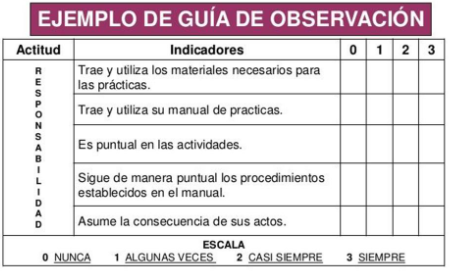 EJEMPLO DE GUÍA DE OBSERVACIÓN
Actitud Indicadores 0 1 2 3
RESPONSABILIDAD
Trae y utiliza los materiales necesarios para
las prácticas.
Trae y utiliza su manual de practicas.
Es puntual en las actividades.
Sigue de manera puntual los procedimientos
establecidos en el manual.
Asume la consecuencia de sus actos.
ESCALA
0 NUNCA 1 ALGUNAS VECES 2 CASI SIEMPRE 3 SIEMPRE